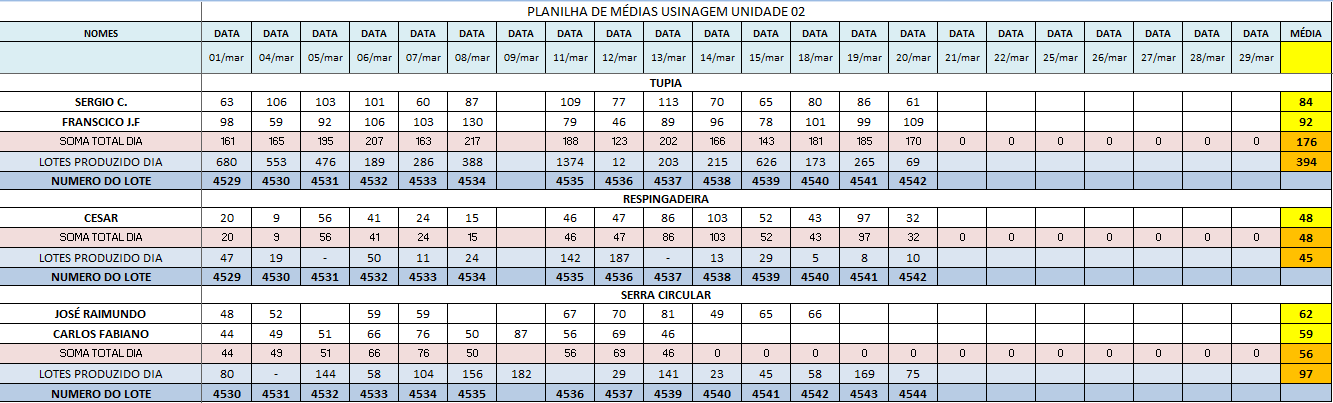 PLANILHA DE MÉDIAS USINAGEM UNIDADE 02
NOMES DATA DATA DATA DATA DATA DATA DATA DATA DATA DATA DATA DATA DATA DATA DATA DATA DATA DATA DATA DATA DATA DATA MÉDIA
01/mar 04/mar 05/mar 06/mar 07/mar 08/mar 09/mar 11/mar 12/mar 13/mar 14/mar 15/mar 18/mar 19/mar 20/mar 21/mar 22/mar 25/mar 26/mar 27/mar 28/mar 29/mar
TUPIA
SERGIO C. 63 106 103 101 60 87 109 77 113 70 65 80 86 61 84
FRANSCICO J.F 98 59 92 106 103 130 79 46 89 96 78 101 99 109 92
SOMA TOTAL DIA 161 165 195 207 163 217 188 123 202 166 143 181 185 170 0 0 0 0 0 0 0 176
LOTES PRODUZIDO DIA 680 553 476 189 286 388 1374 12 203 215 626 173 265 69 394
NUMERO DO LOTE 4529 4530 4531 4532 4533 4534 4535 4536 4537 4538 4539 4540 4541 4542
RESPINGADEIRA
CESAR 20 9 56 41 24 15 46 47 86 103 52 43 97 32 48
SOMA TOTAL DIA 20 9 56 41 24 15 46 47 86 103 52 43 97 32 0 0 0 0 0 0 0 48
LOTES PRODUZIDO DIA 47 19 - 50 11 24 142 187 - 13 29 5 8 10 45
NUMERO DO LOTE 4529 4530 4531 4532 4533 4534 4535 4536 4537 4538 4539 4540 4541 4542
SERRA CIRCULAR
JOSÉ RAIMUNDO 48 52 59 59 67 70 81 49 65 66 62
CARLOS FABIANO 44 49 51 66 76 50 87 56 69 46 59
SOMA TOTAL DIA 44 49 51 66 76 50 56 69 46 0 0 0 0 0 0 0 0 0 0 0 0 56
LOTES PRODUZIDO DIA 80 - 144 58 104 156 182 29 141 23 45 58 169 75 97
NUMERO DO LOTE 4530 4531 4532 4533 4534 4535 4536 4537 4539 4540 4541 4542 4543 4544